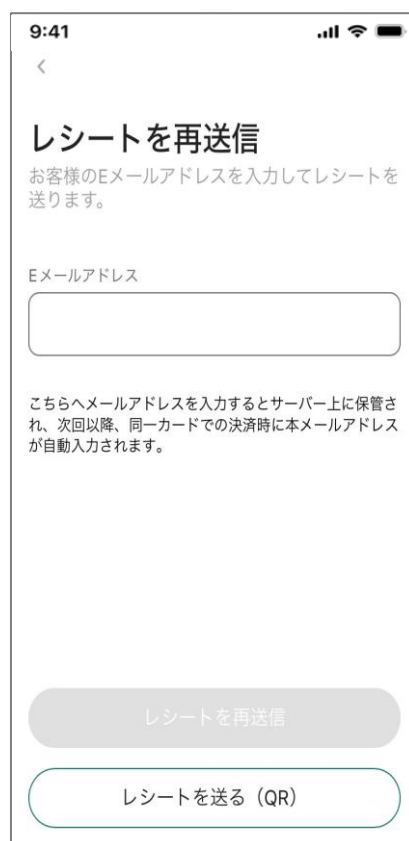 9:41
レシートを再送信
お客様のEメールアドレスを入力してレシートを
送ります。
Eメールアドレス
こちらへメールアドレスを入力するとサーバー上に保管さ
れ、次回以降、同一カードでの決済時に本メールアドレス
が自動入力されます。
レシートを再送信
レシートを送る（QR）